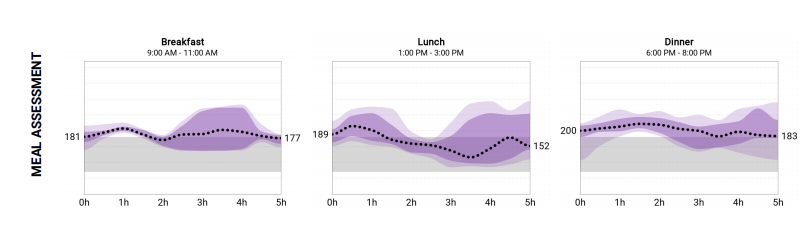 MEAL ASSESSMENT
Breakfast
9:00 AM - 11:00 AM
181
177
0h 1h 2h 3h 4h 5h
Lunch
1:00 PM - 3:00 PM
189
152
0h 1h 2h 3h 4h 5h
Dinner
6:00 PM - 8:00 PM
200
183
0h 1h 2h 3h 4h 5h